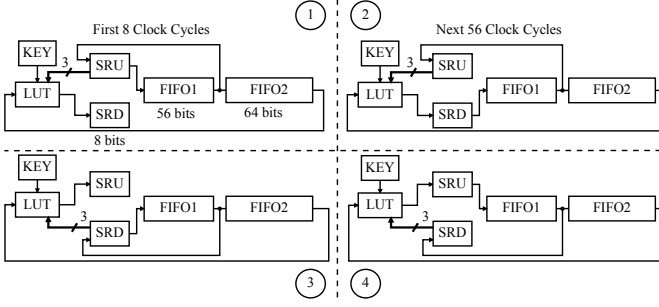 First 8 Clock Cycles
1
KEY
3
SRU
LUT
FIFO1
FIFO2
SRD
56 bits
64 bits
8 bits
2
Next 56 Clock Cycles
KEY
3
SRU
LUT
FIFO1
FIFO2
SRD
KEY
SRU
LUT
3
FIFO1
FIFO2
SRD
3
KEY
SRU
LUT
3
FIFO1
FIFO2
SRD
4